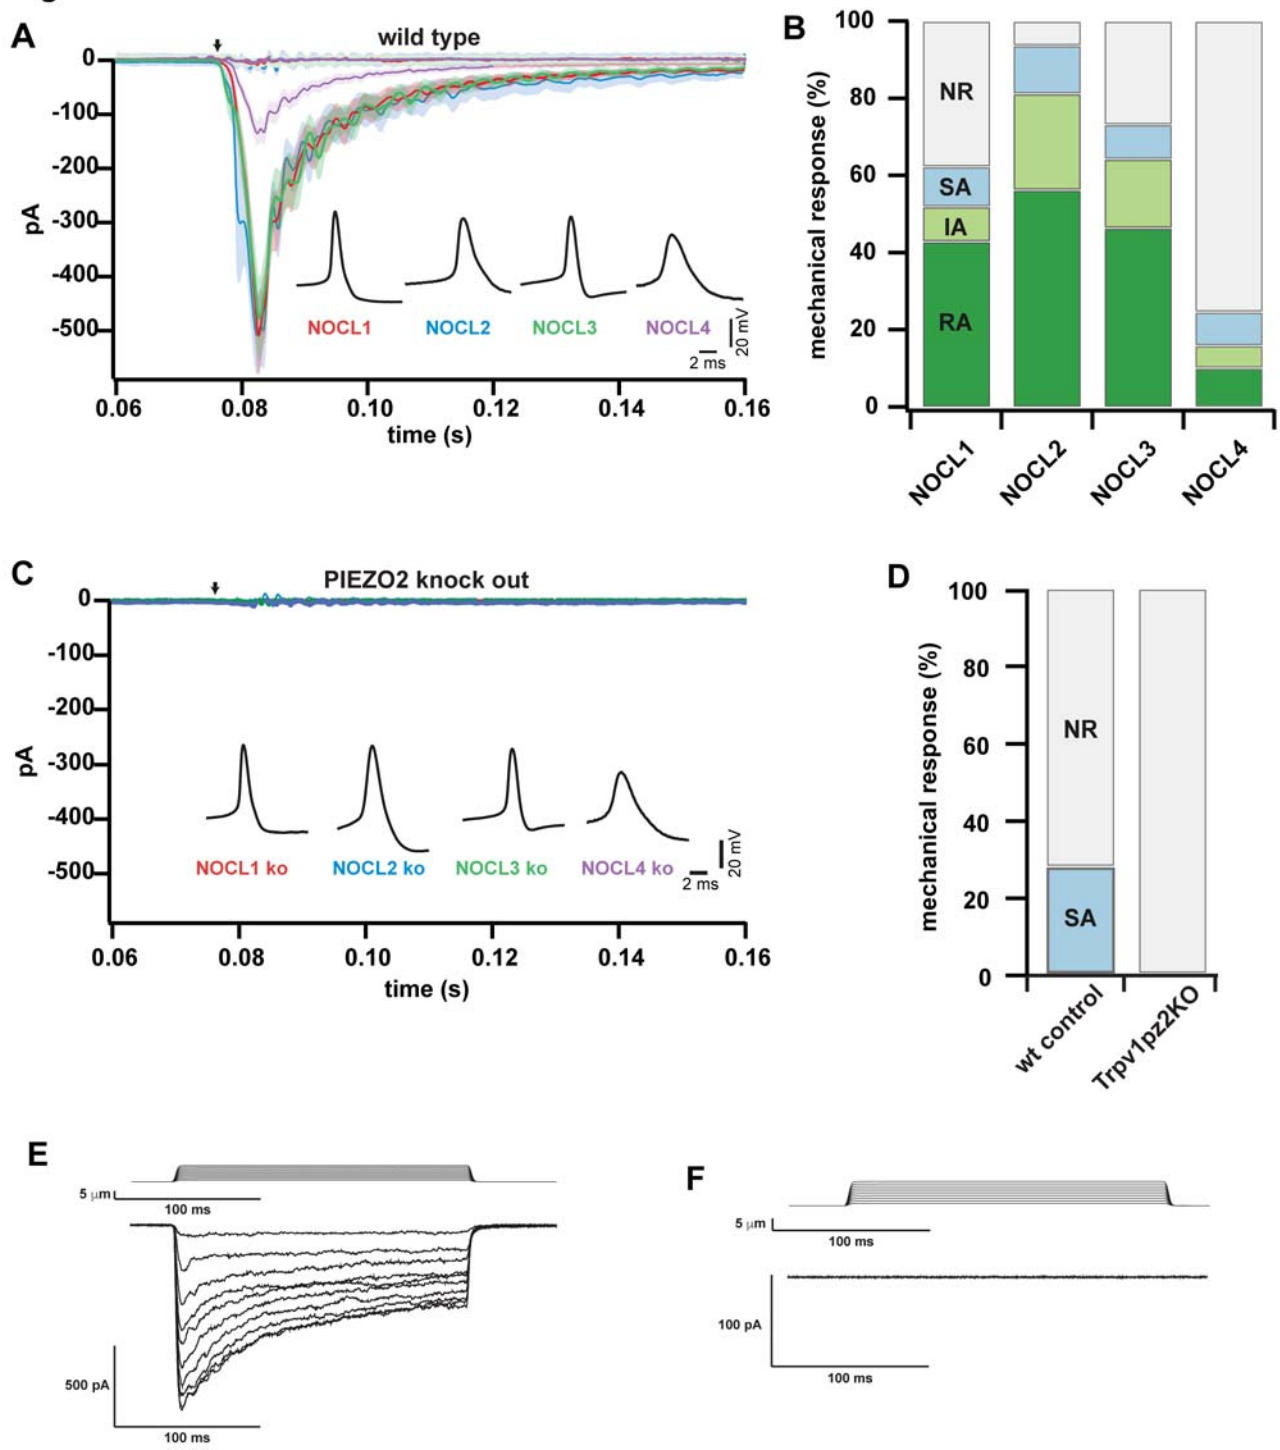 A
wild type
0
-100
-200
-300
-400
-500
pA
NOCL1
NOCL2
NOCL3
NOCL4
20 mV
2 ms
0.06
0.08
0.10
0.12
0.14
0.16
time (s)
B
100
80
60
40
20
0
mechanical response (%)
NR
SA
IA
RA
NOCL1
NOCL2
NOCL3
NOCL4
C
PIEZO2 knock out
0
-100
-200
-300
-400
-500
pA
NOCL1 ko
NOCL2 ko
NOCL3 ko
NOCL4 ko
20 mV
2 ms
0.06
0.08
0.10
0.12
0.14
0.16
time (s)
D
100
80
60
40
20
0
mechanical response (%)
NR
SA
wt control
Trpv1pz2KO
E
5 μm
100 ms
500 pA
100 ms
F
5 μm
100 ms
100 pA
100 ms